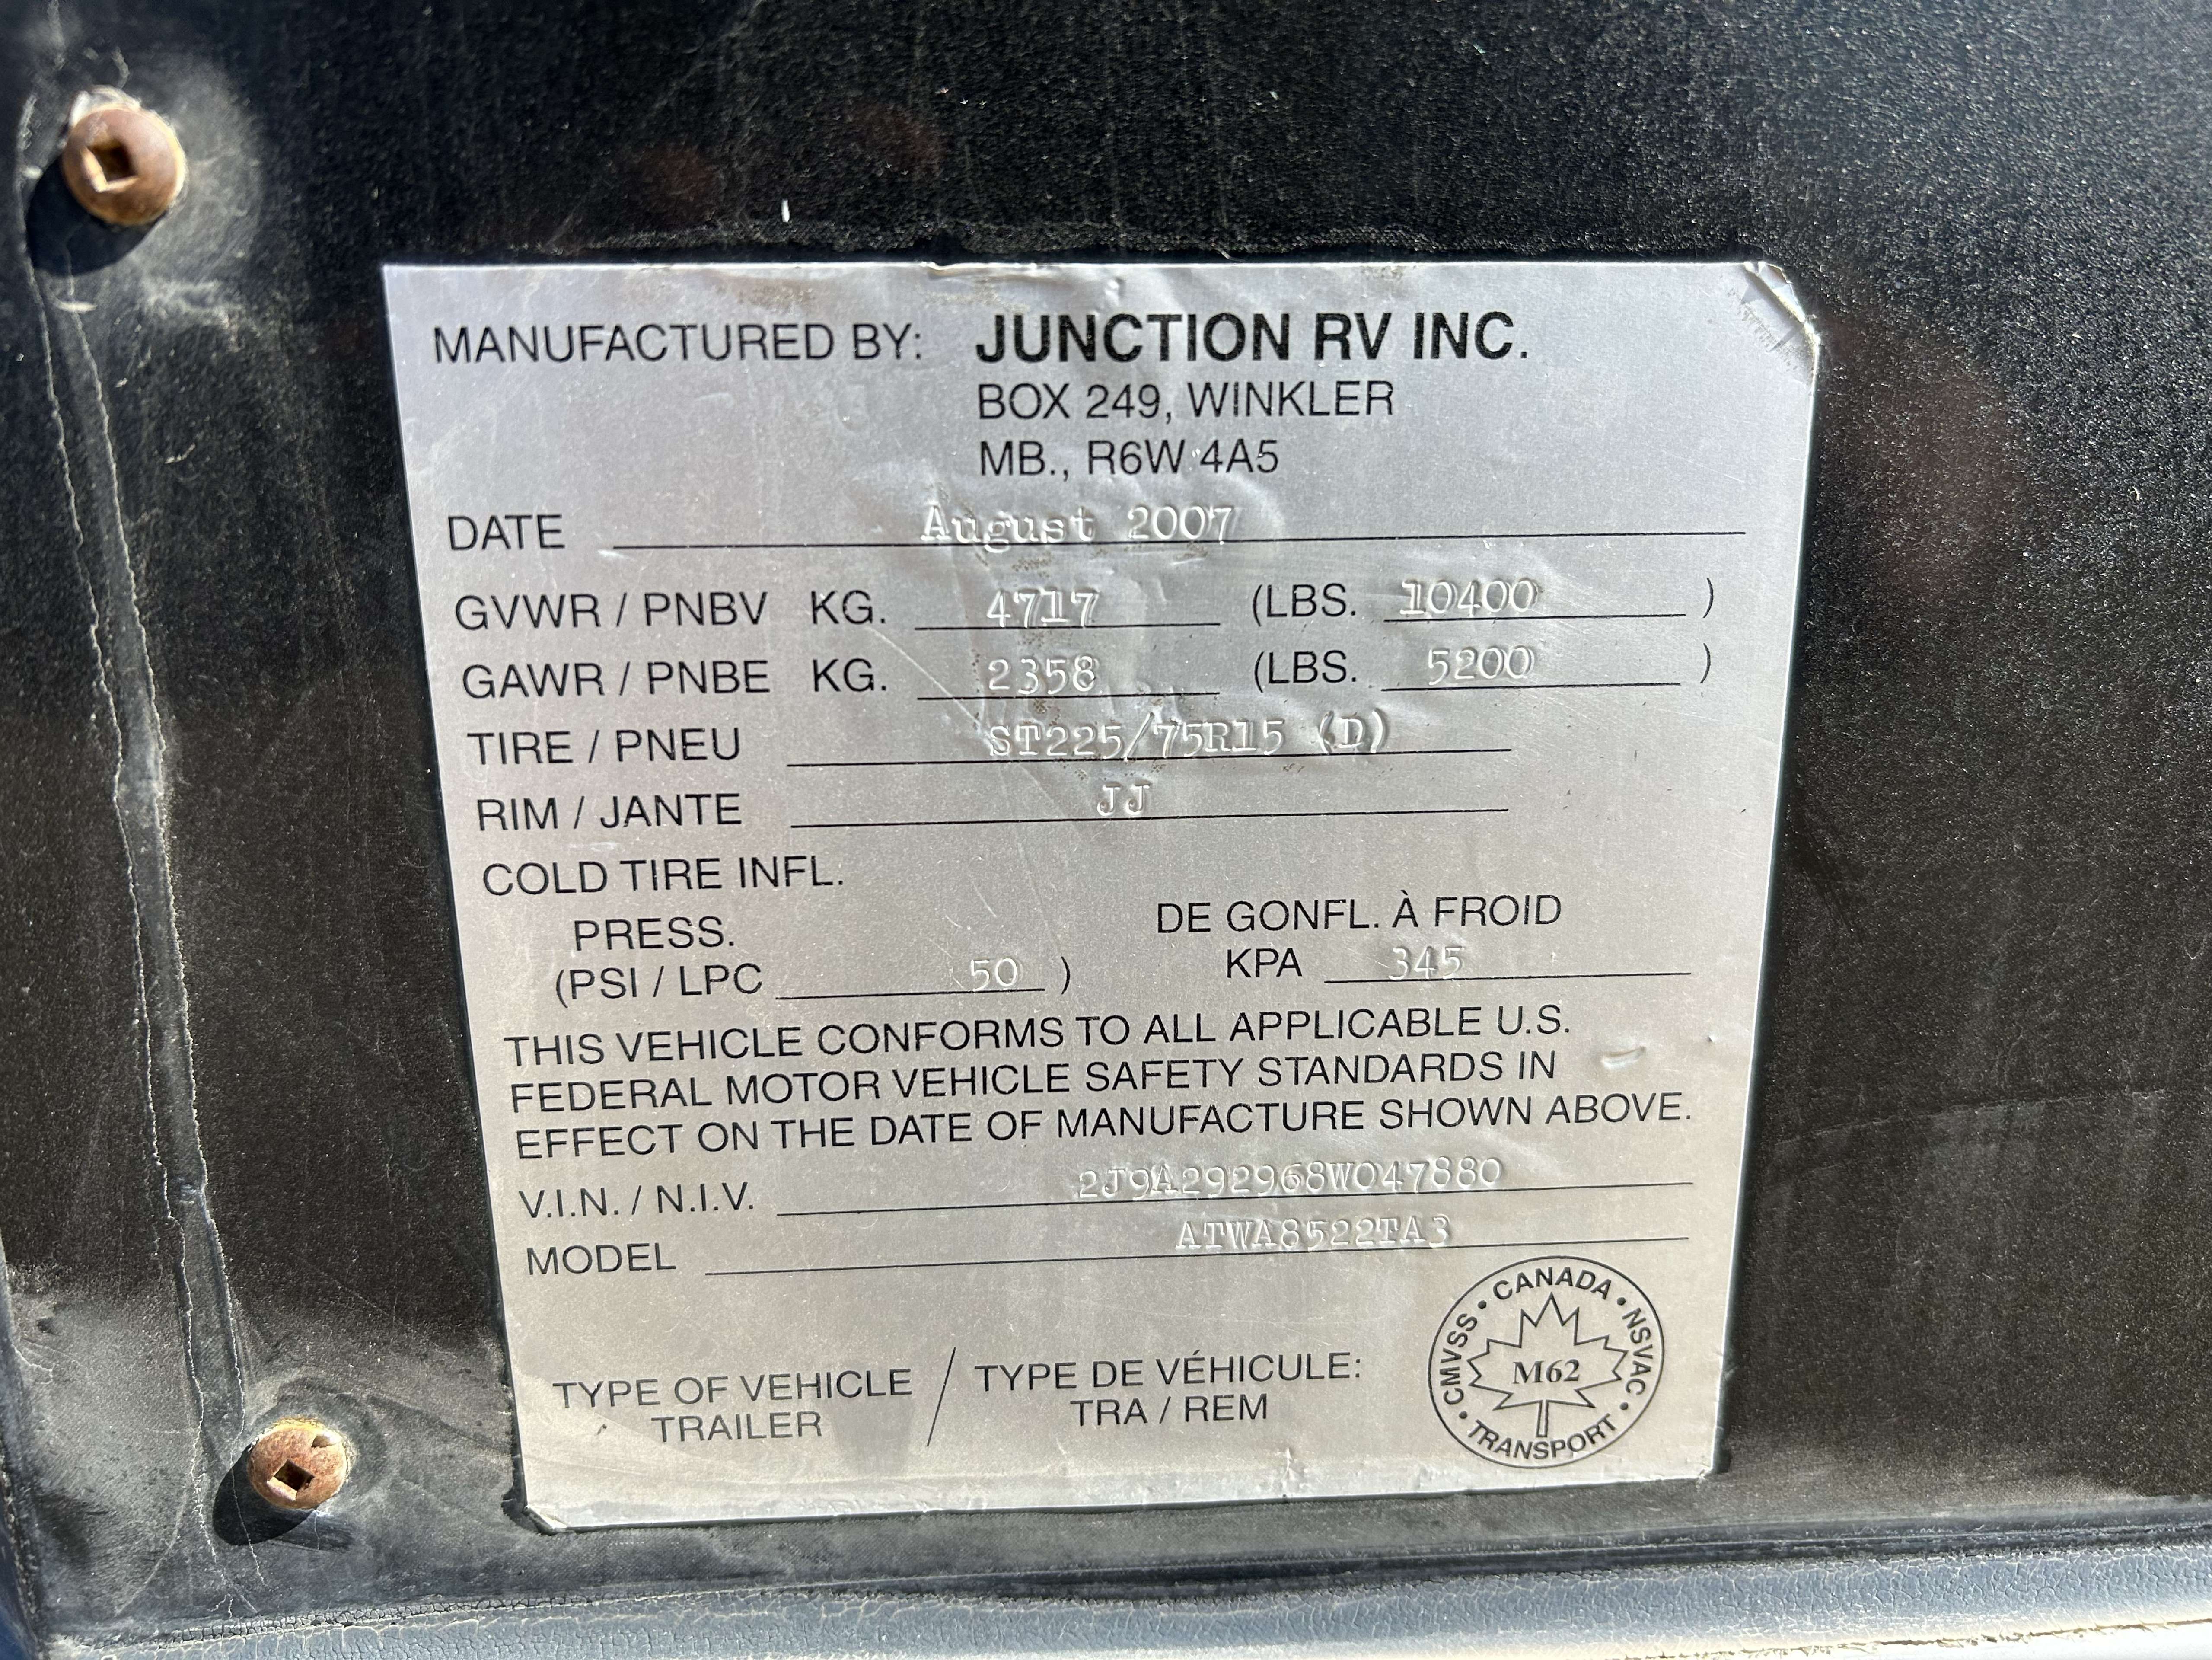 MANUFACTURED BY: JUNCTION RV INC.
BOX 249, WINKLER
MB., R6W 4A5
DATE August 2007
GVWR / PNBV KG. 4717 (LBS. 10400 )
GAWR / PNBE KG. 2358 (LBS. 5200 )
TIRE / PNEU ST225/75R15 (D)
RIM / JANTE JJ
COLD TIRE INFL.
PRESS. DE GONFL. À FROID
(PSI / LPC 50 ) KPA 345
THIS VEHICLE CONFORMS TO ALL APPLICABLE U.S.
FEDERAL MOTOR VEHICLE SAFETY STANDARDS IN
EFFECT ON THE DATE OF MANUFACTURE SHOWN ABOVE.
V.I.N. / N.I.V. 2J9A292968W047880
MODEL ATWA8522TA3
TYPE OF VEHICLE / TYPE DE VÉHICULE:
TRAILER TRA / REM
CMVSS • CANADA • NSVAC • TRANSPORT •
M62